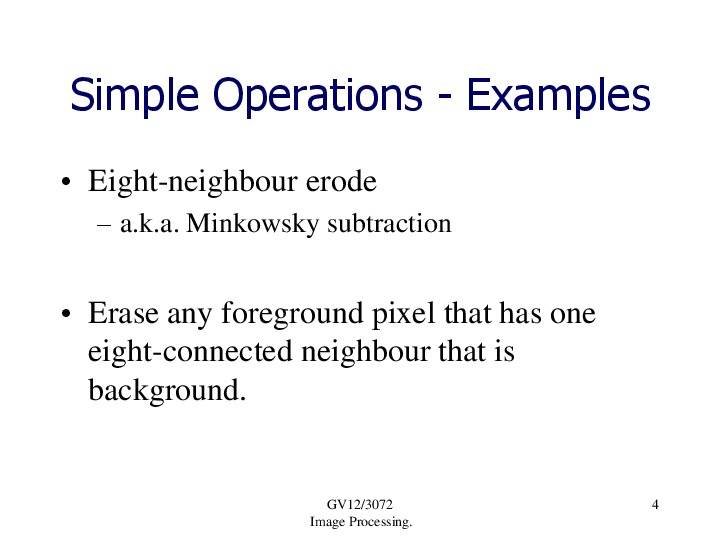 Simple Operations - Examples
• Eight-neighbour erode
– a.k.a. Minkowsky subtraction
• Erase any foreground pixel that has one
eight-connected neighbour that is
background.
GV12/3072
Image Processing.
4